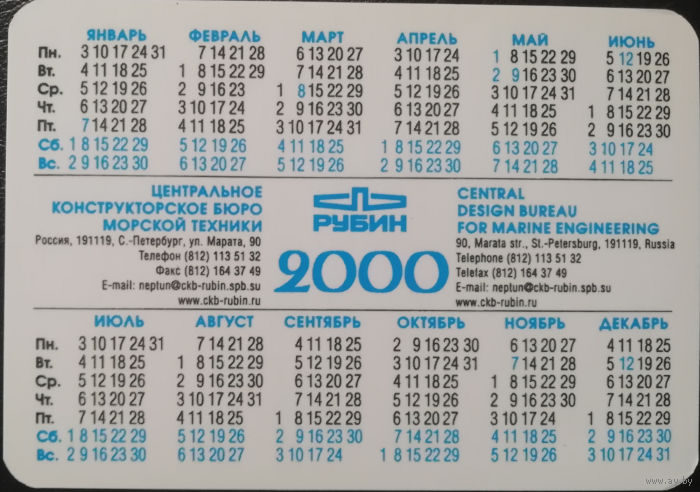 ЯНВАРЬ ФЕВРАЛЬ МАРТ АПРЕЛЬ МАЙ ИЮНЬ
Пн. 3 10 17 24 31 7 14 21 28 6 13 20 27 3 10 17 24 1 8 15 22 29 5 12 19 26
Вт. 4 11 18 25 1 8 15 22 29 7 14 21 28 4 11 18 25 2 9 16 23 30 6 13 20 27
Ср. 5 12 19 26 2 9 16 23 1 8 15 22 29 5 12 19 26 3 10 17 24 31 7 14 21 28
Чт. 6 13 20 27 3 10 17 24 2 9 16 23 30 6 13 20 27 4 11 18 25 1 8 15 22 29
Пт. 7 14 21 28 4 11 18 25 3 10 17 24 31 7 14 21 28 5 12 19 26 2 9 16 23 30
Сб. 1 8 15 22 29 5 12 19 26 4 11 18 25 1 8 15 22 29 6 13 20 27 3 10 17 24
Вс. 2 9 16 23 30 6 13 20 27 5 12 19 26 2 9 16 23 30 7 14 21 28 4 11 18 25
ЦЕНТРАЛЬНОЕ
КОНСТРУКТОРСКОЕ БЮРО
МОРСКОЙ ТЕХНИКИ
Россия, 191119, С.-Петербург, ул. Марата, 90
Телефон (812) 113 51 32
Факс (812) 164 37 49
E-mail: neptun@ckb-rubin.spb.su
www.ckb-rubin.ru
РУБИН
2000
CENTRAL
DESIGN BUREAU
FOR MARINE ENGINEERING
90, Marata str., St.-Petersburg, 191119, Russia
Telephone (812) 113 51 32
Telefax (812) 164 37 49
E-mail: neptun@ckb-rubin.spb.su
www.ckb-rubin.ru
ИЮЛЬ АВГУСТ СЕНТЯБРЬ ОКТЯБРЬ НОЯБРЬ ДЕКАБРЬ
Пн. 3 10 17 24 31 7 14 21 28 4 11 18 25 2 9 16 23 30 6 13 20 27 4 11 18 25
Вт. 4 11 18 25 1 8 15 22 29 5 12 19 26 3 10 17 24 31 7 14 21 28 5 12 19 26
Ср. 5 12 19 26 2 9 16 23 30 6 13 20 27 4 11 18 25 1 8 15 22 29 6 13 20 27
Чт. 6 13 20 27 3 10 17 24 31 7 14 21 28 5 12 19 26 2 9 16 23 30 7 14 21 28
Пт. 7 14 21 28 4 11 18 25 1 8 15 22 29 6 13 20 27 3 10 17 24 1 8 15 22 29
Сб. 1 8 15 22 29 5 12 19 26 2 9 16 23 30 7 14 21 28 4 11 18 25 2 9 16 23 30
Вс. 2 9 16 23 30 6 13 20 27 3 10 17 24 1 8 15 22 29 5 12 19 26 3 10 17 24 31
www.av.by